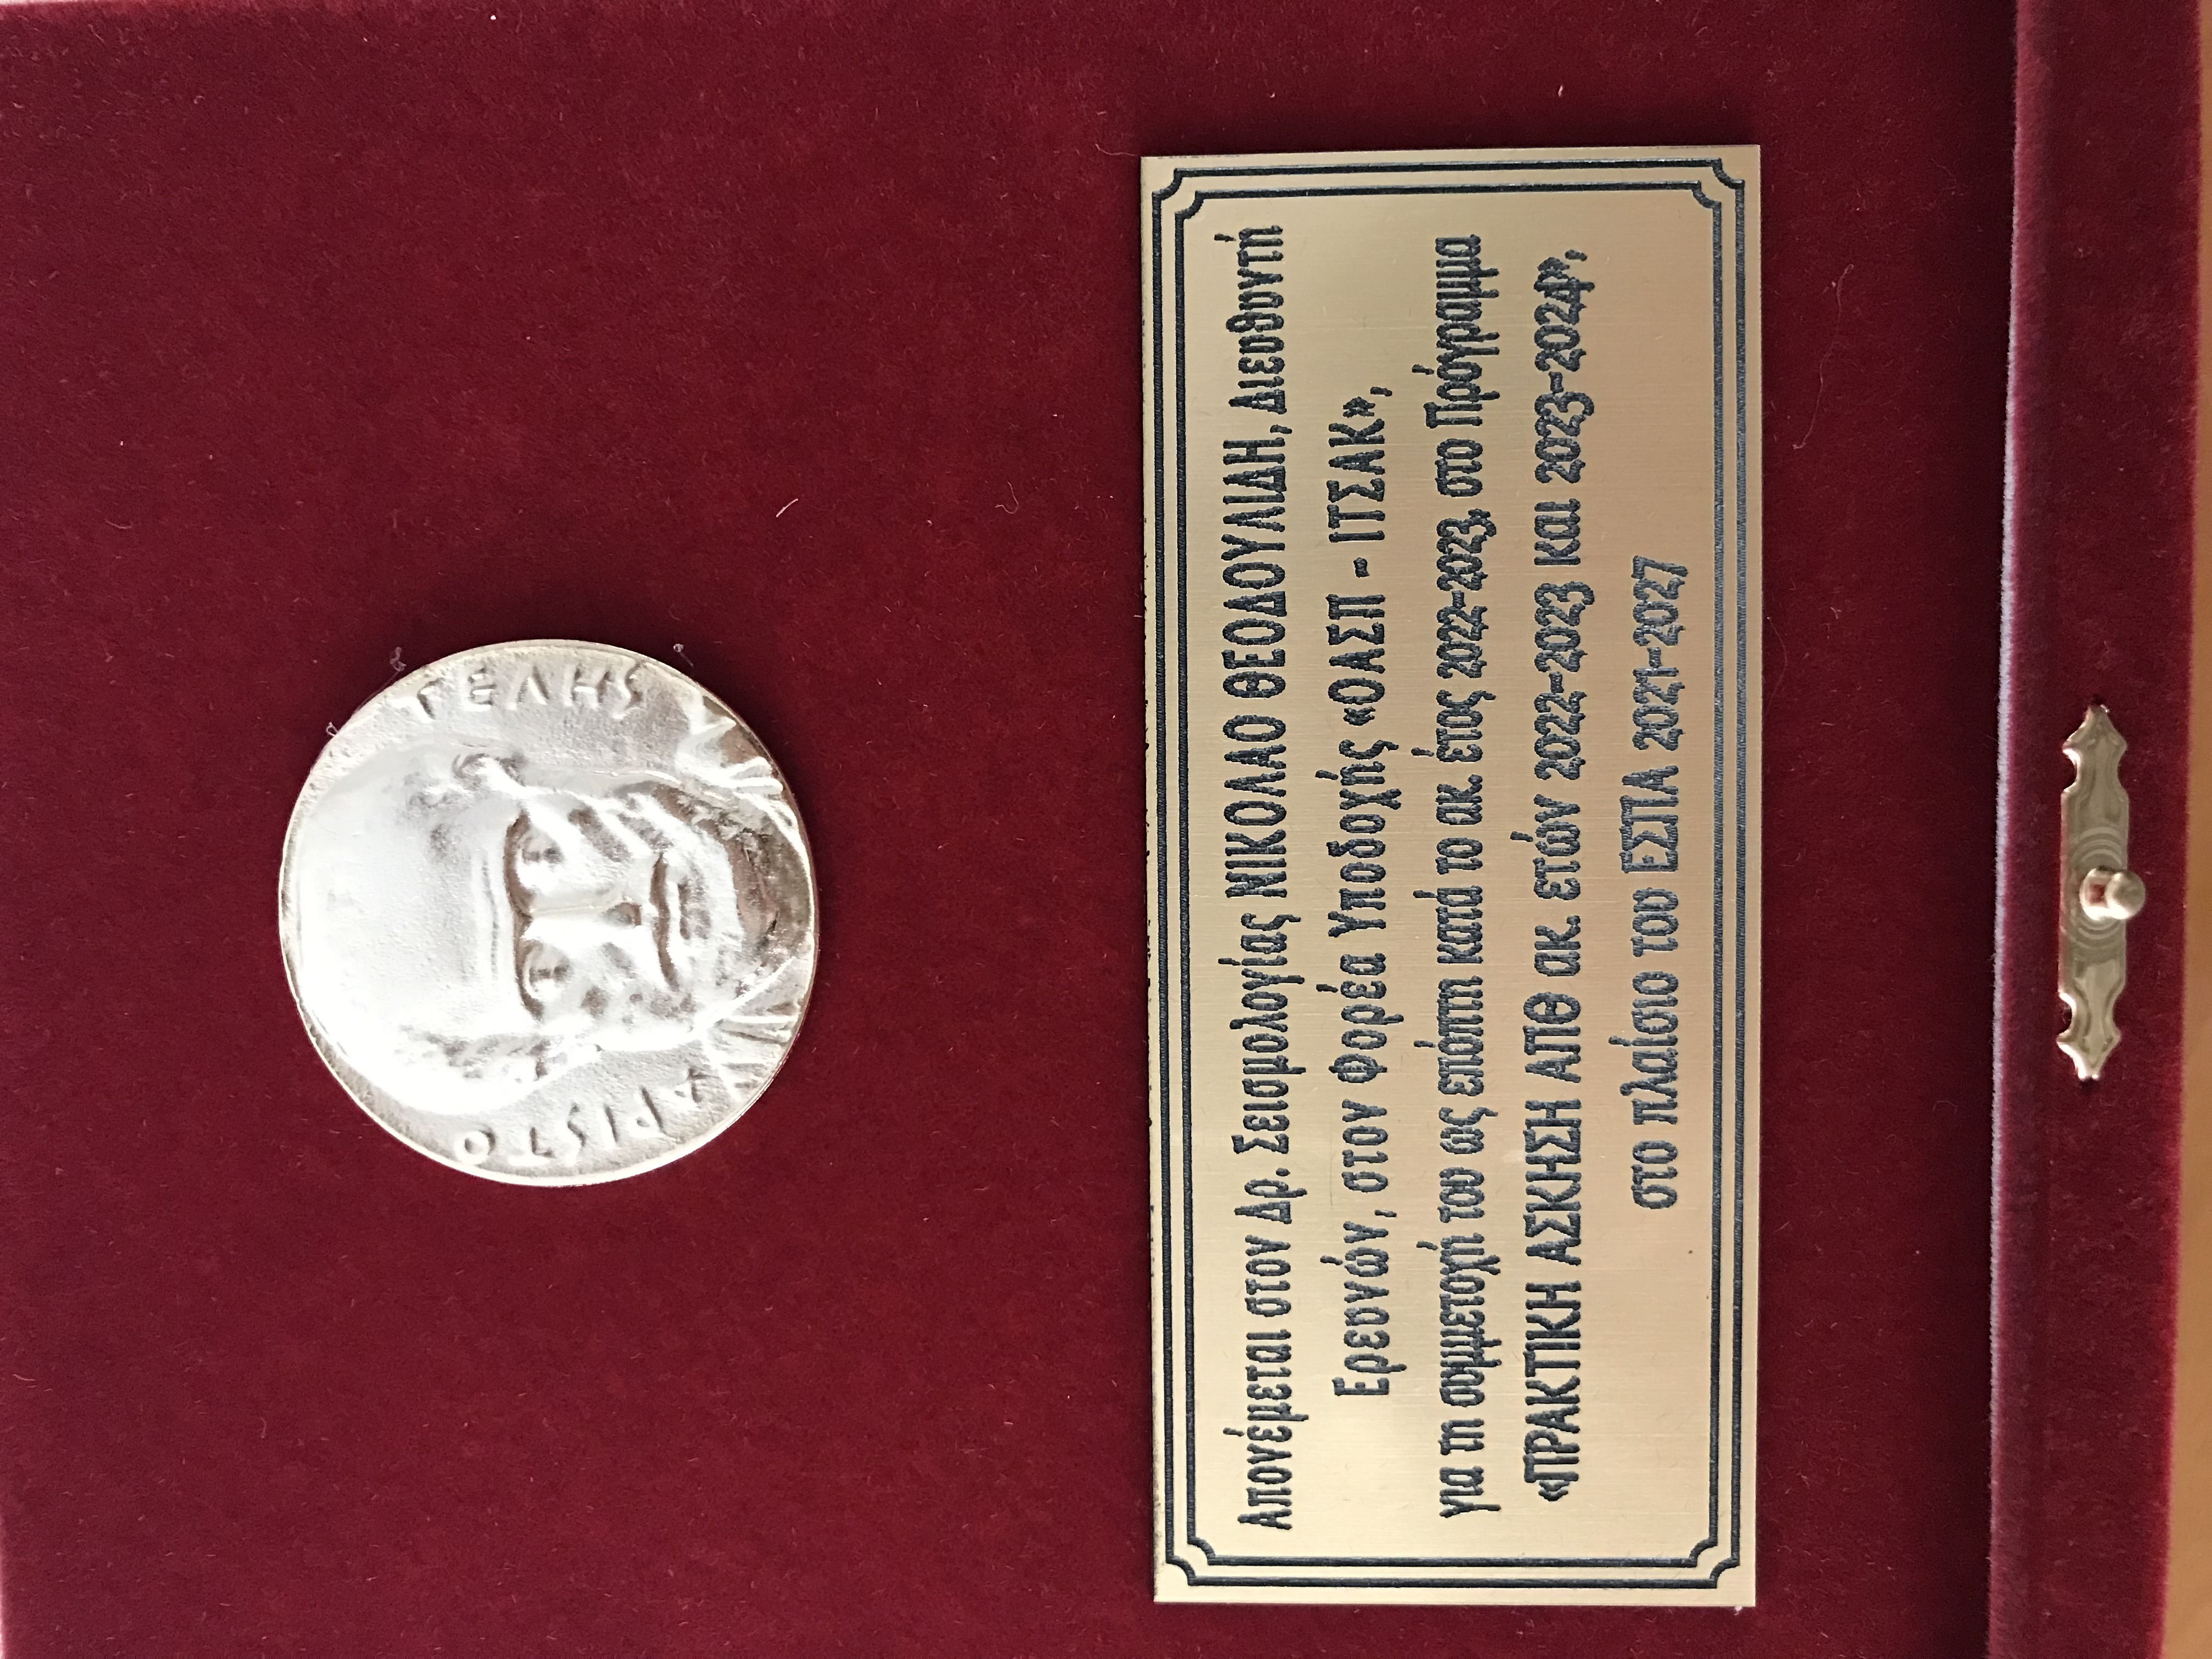 ΑΡΙSΤΟ ΤΕΛΗS
Απονέμεται στον Δρ. Σεισμολογίας ΝΙΚΟΛΑΟ ΘΕΟΔΟΥΛΙΔΗ, Διευθυντή
Ερευνών, στον Φορέα Υποδοχής «ΟΑΣΠ - ΙΤΣΑΚ»,
για τη συμμετοχή του ως επόπτη κατά το ακ. έτος 2022-2023, στο Πρόγραμμα
«ΠΡΑΚΤΙΚΗ ΑΣΚΗΣΗ ΑΠΘ ακ. ετών 2022-2023 και 2023-2024»,
στο πλαίσιο του ΕΣΠΑ 2021-2027